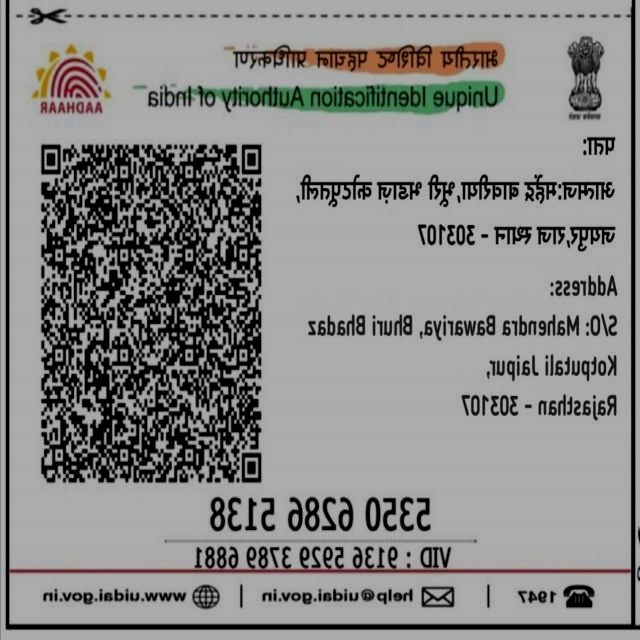 भारतीय विशिष्ट पहचान प्राधिकरण
Unique Identification Authority of India
AADHAAR
पता:
आत्मज:महेंद्र बावरीया,भूरी भडाज़ कोटपूतली,
जयपुर,राज स्थान - 303107
Address:
S/O: Mahendra Bawariya, Bhuri Bhadaz
Kotputali Jaipur,
Rajasthan - 303107
5350 6286 5138
VID : 9136 5929 3789 6881
1947 | help@uidai.gov.in | www.uidai.gov.in